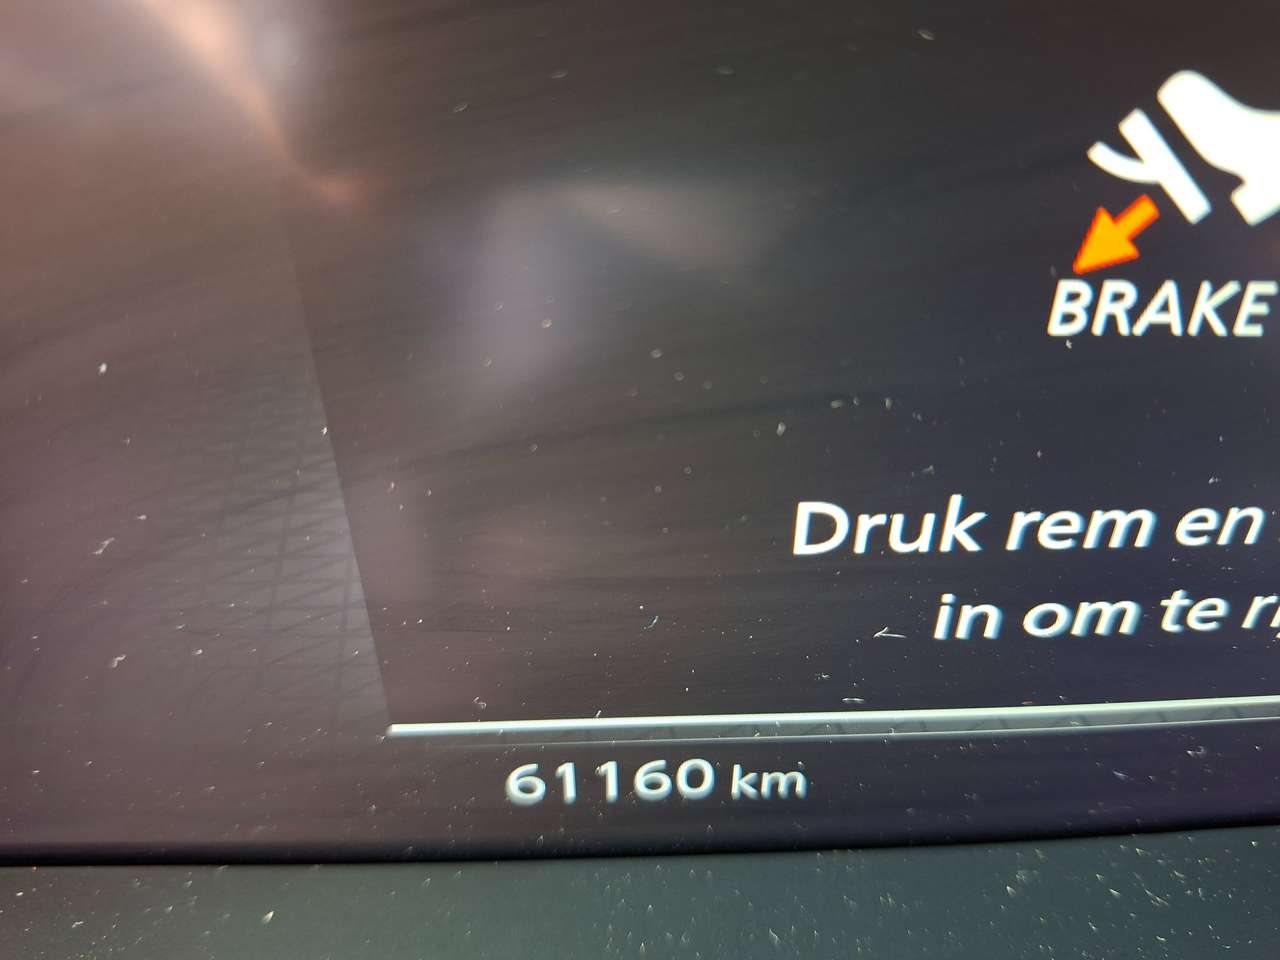 BRAKE
Druk rem en
in om te
61160 km